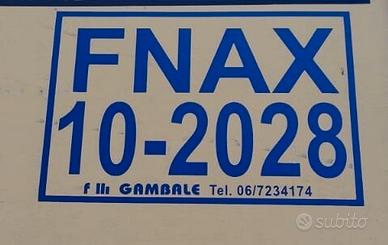 FNAX
10-2028
f lli GAMBALE Tel. 06/7234174
subito